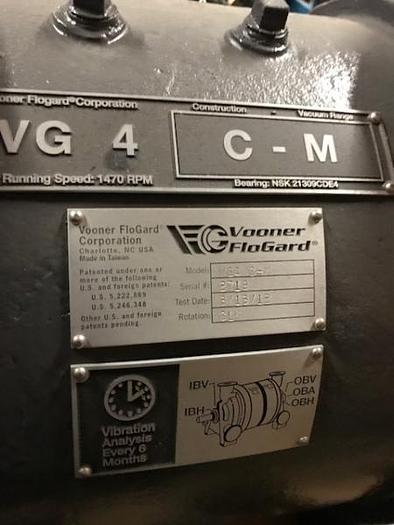 oner Flogard® Corporation
Construction - Vacuum Range
VG 4
C - M
Running Speed: 1470 RPM
Bearing: NSK 21309CDE4
Vooner FloGard
Corporation
Charlotte, NC USA
Made in Taiwan
Vooner
FloGard®
Patented under one or
more of the following
U.S. and foreign patents:
U.S. 5,222,869
U.S. 5,246,348
Other U.S. and foreign
patents pending.
Model:
Serial #:
Test Date:
Rotation:
Vibration
Analysis
Every 6
Months
IBV
IBH
OBV
OBA
OBH